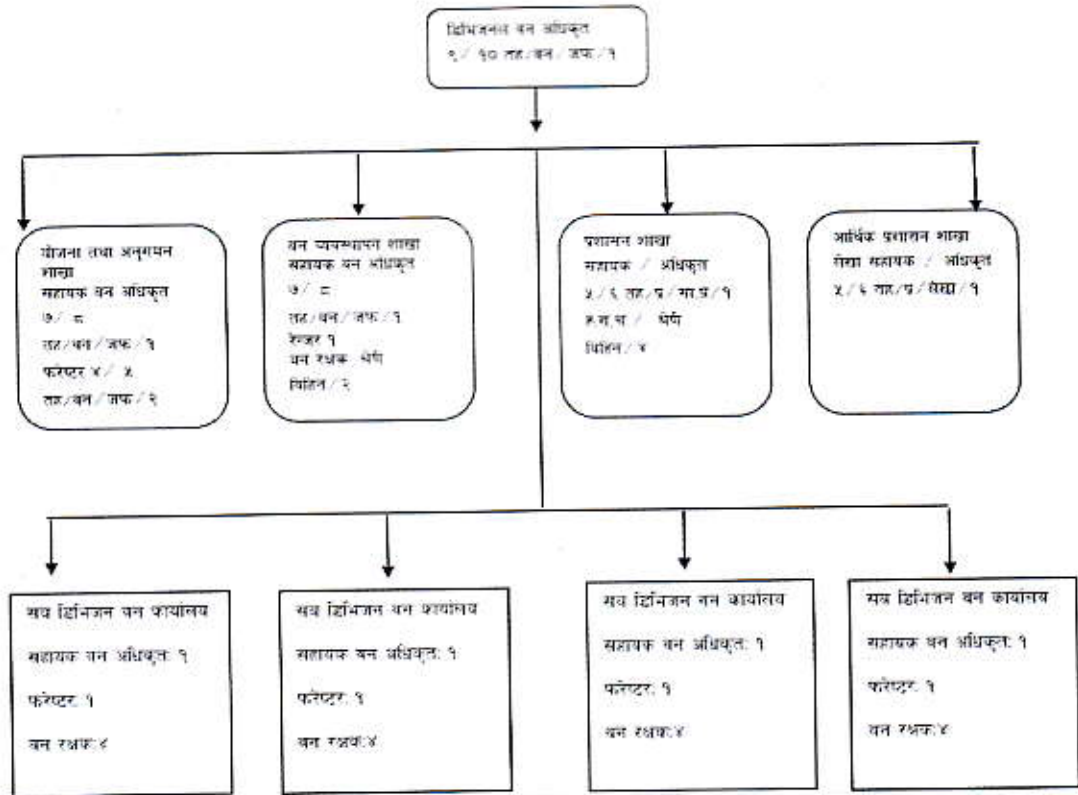 डिभिजनल वन अधिकृत
९/ १० तह/वन/ जफ/१
योजना तथा अनुगमन
शाखा
सहायक वन अधिकृत
७/ ८
तह/वन/जफ/१
फरेष्टर ४/ ५
तह/वन/जफ/२
वन व्यवस्थापन शाखा
सहायक वन अधिकृत
७/ ८
तह/वन/जफ/१
रेन्जर १
वन रक्षक/श्रेणी
विहिन/२
प्रशासन शाखा
सहायक / अधिकृत
५/६ तह/प्र/सा.प्र/१
श्रेणी
विहिन/ ४
आर्थिक प्रशासन शाखा
लेखा सहायक / अधिकृत
५/६ तह/प्र/लेखा/१
सव डिभिजन वन कार्यालय
सहायक वन अधिकृत: १
फरेष्टर: १
वन रक्षक:४
सव डिभिजन वन कार्यालय
सहायक वन अधिकृत: १
फरेष्टर: १
वन रक्षक:४
सव डिभिजन वन कार्यालय
सहायक वन अधिकृत: १
फरेष्टर: १
वन रक्षक:४
सव डिभिजन वन कार्यालय
सहायक वन अधिकृत: १
फरेष्टर: १
वन रक्षक:४